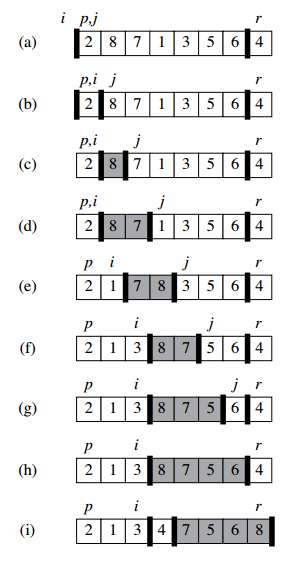 i p,j r
(a) 2 8 7 1 3 5 6 4
p,i j r
(b) 2 8 7 1 3 5 6 4
p,i j r
(c) 2 8 7 1 3 5 6 4
p,i j r
(d) 2 8 7 1 3 5 6 4
p i j r
(e) 2 1 7 8 3 5 6 4
p i j r
(f) 2 1 3 8 7 5 6 4
p i j r
(g) 2 1 3 8 7 5 6 4
p i r
(h) 2 1 3 8 7 5 6 4
p i r
(i) 2 1 3 4 7 5 6 8